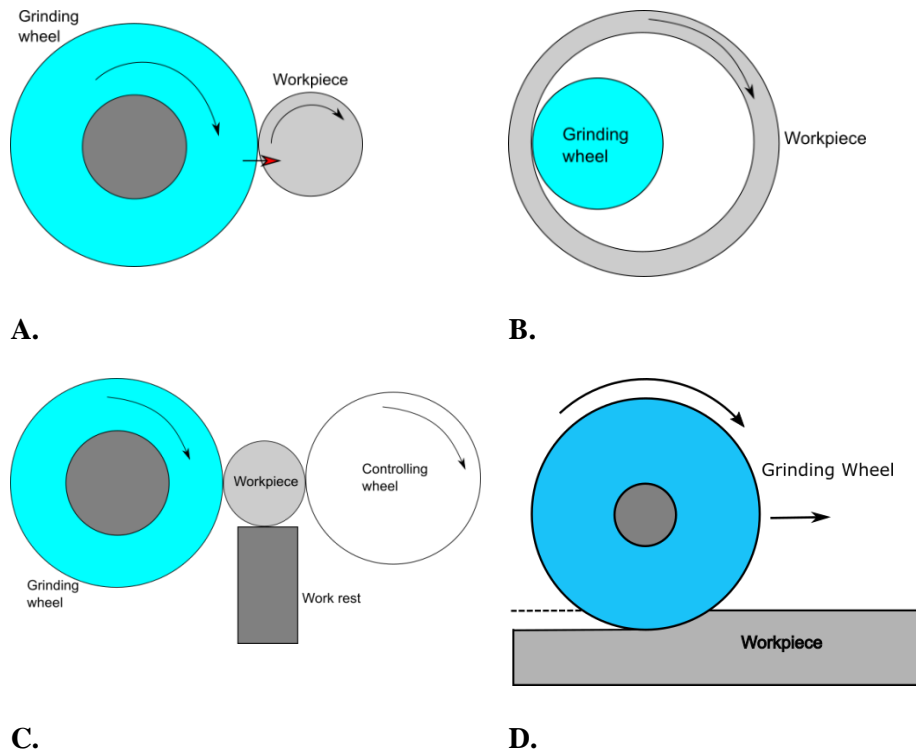 Grinding
wheel
Workpiece
Grinding
wheel
Workpiece
A.
B.
Workpiece
Controlling
wheel
Grinding
wheel
Work rest
Grinding Wheel
Workpiece
C.
D.